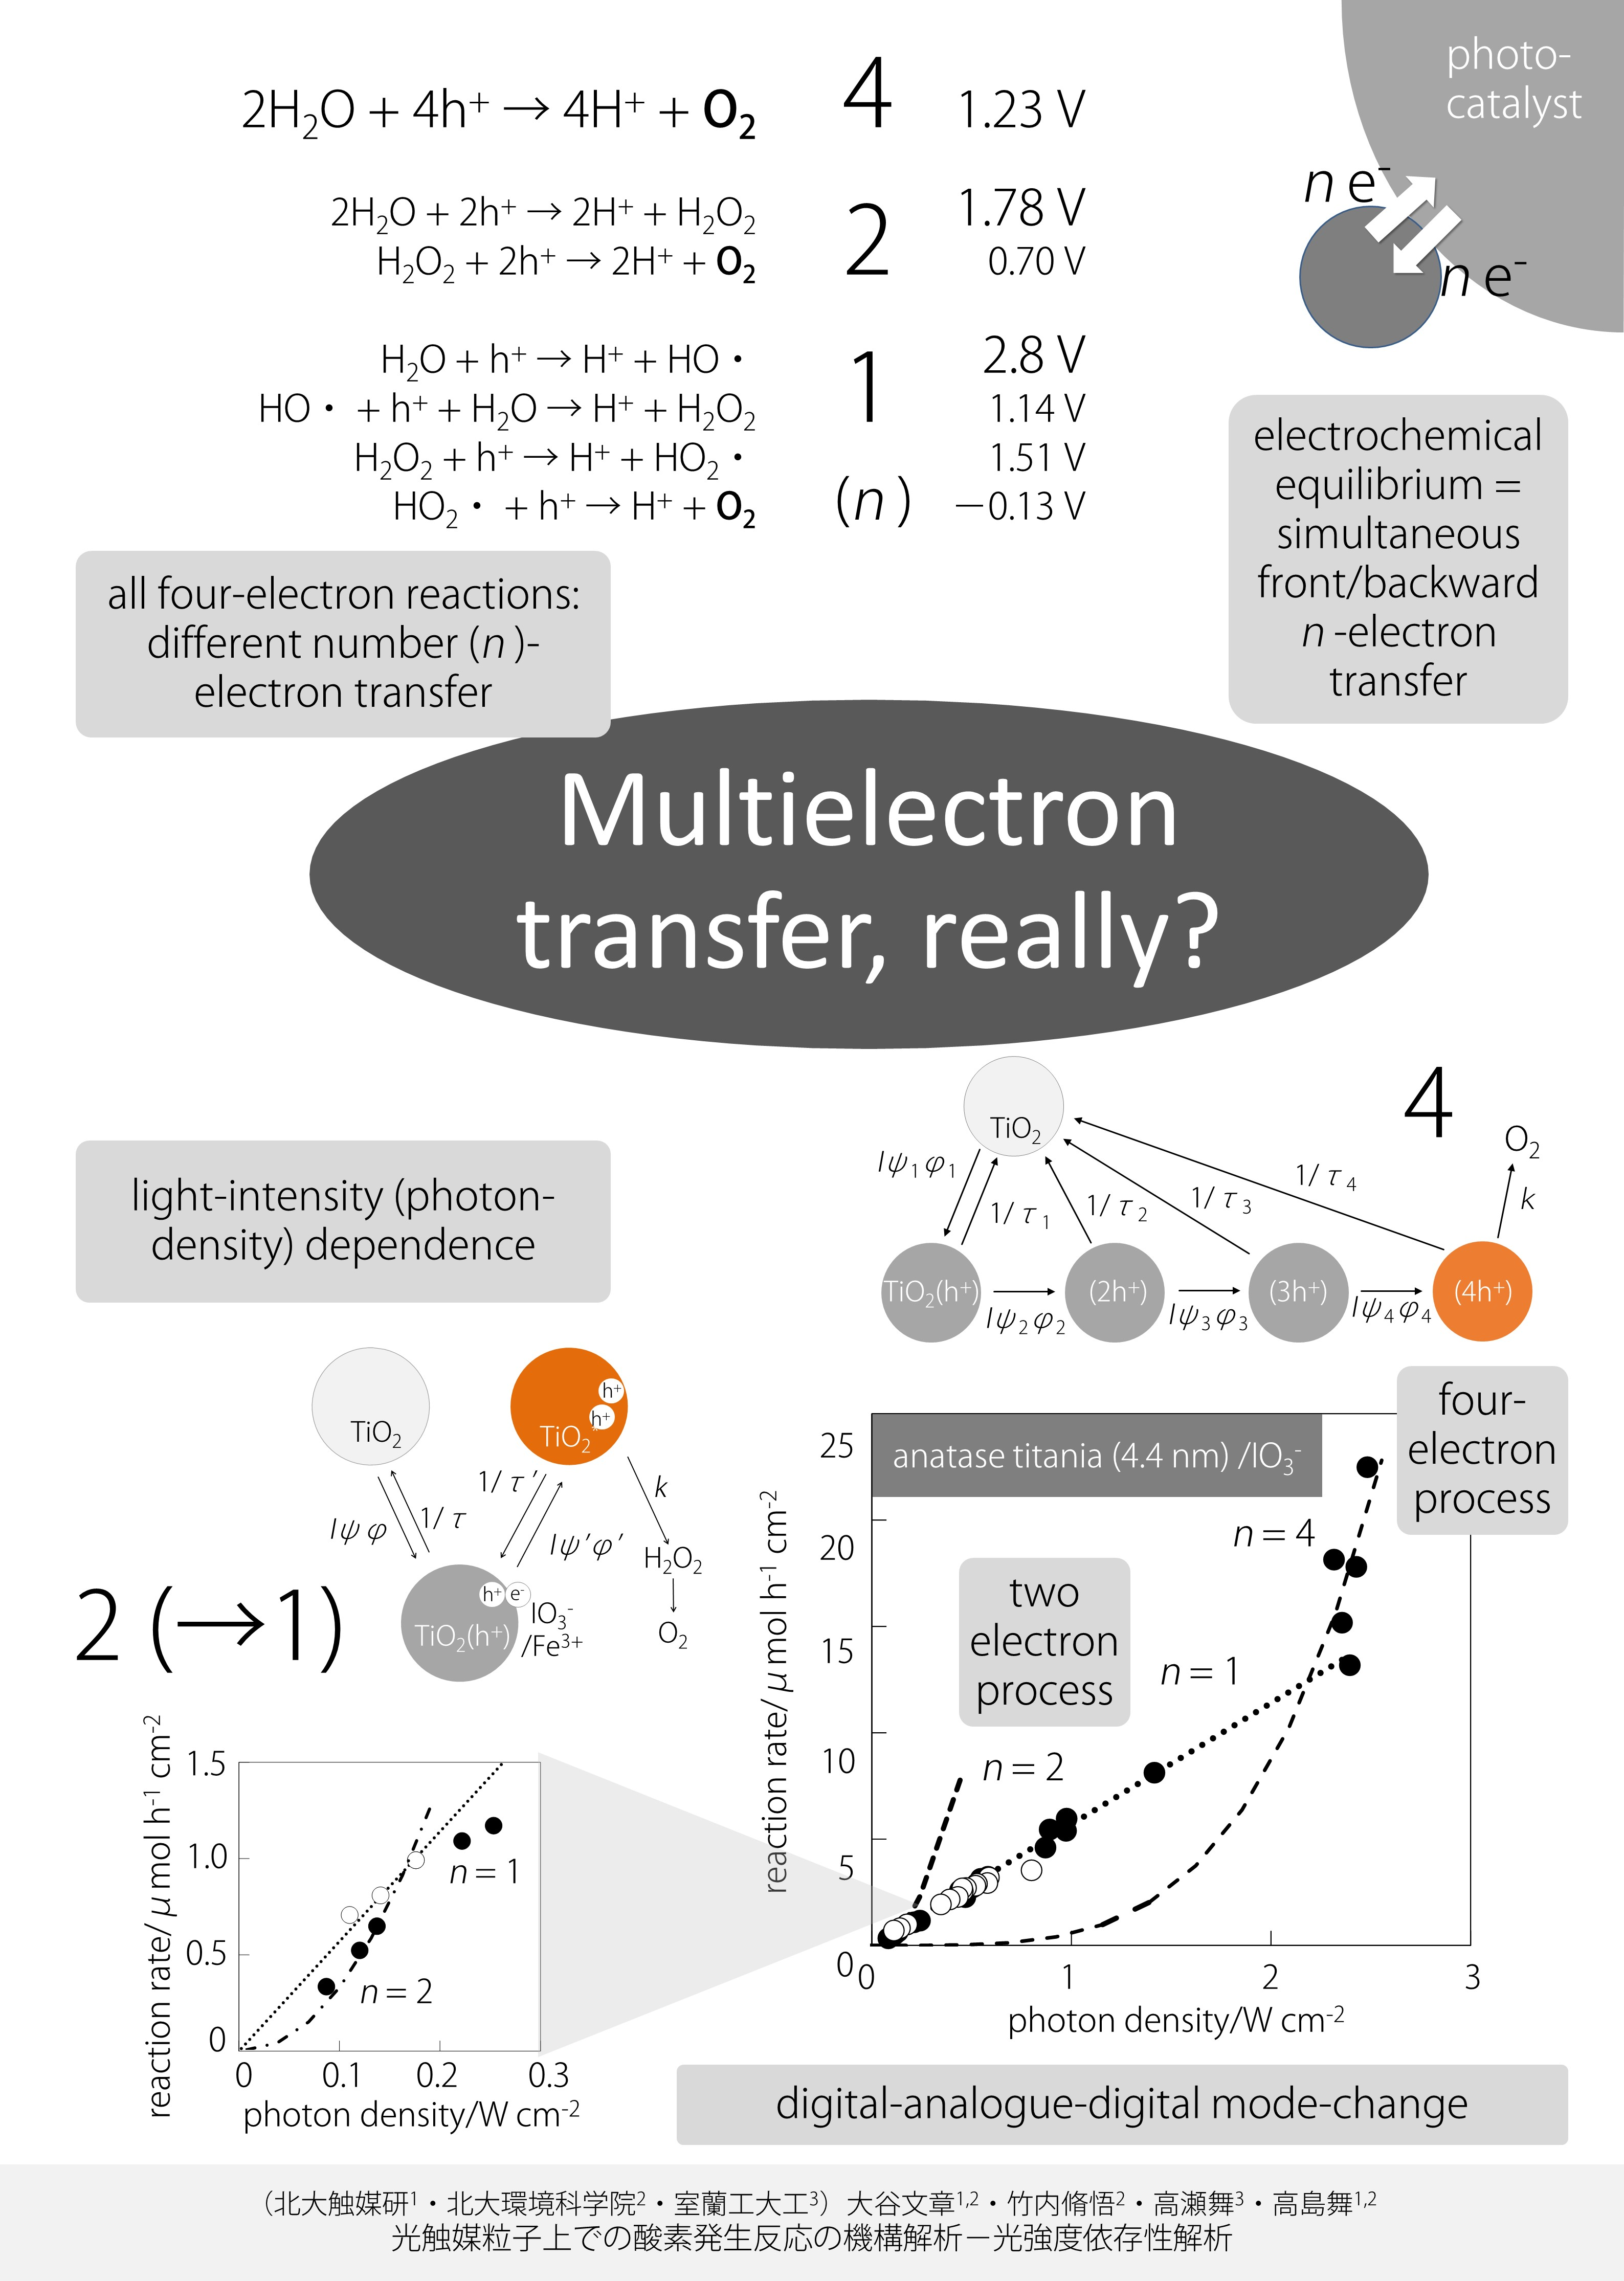 photo-
catalyst
2H₂O + 4h⁺ → 4H⁺ + O₂ 4 1.23 V
2H₂O + 2h⁺ → 2H⁺ + H₂O₂ 1.78 V
2
H₂O₂ + 2h⁺ → 2H⁺ + O₂ 0.70 V
n e⁻
n e⁻
H₂O + h⁺ → H⁺ + HO・ 2.8 V
1
HO・ + h⁺ + H₂O → H⁺ + H₂O₂ 1.14 V
H₂O₂ + h⁺ → H⁺ + HO₂・ 1.51 V
HO₂・ + h⁺ → H⁺ + O₂ (n) −0.13 V
electrochemical
equilibrium =
simultaneous
front/backward
n -electron
transfer
all four-electron reactions:
different number (n )-
electron transfer
Multielectron
transfer, really?
4
TiO₂
O₂
Iψ₁φ₁
1/τ₁
1/τ₂
1/τ₃
1/τ₄
k
TiO₂(h⁺)
(2h⁺)
(3h⁺)
(4h⁺)
Iψ₂φ₂
Iψ₃φ₃
Iψ₄φ₄
light-intensity (photon-
density) dependence
TiO₂
h⁺
h⁺
TiO₂
Iψφ
1/τ
1/τ′
Iψ′φ′
k
H₂O₂
O₂
2 (→1)
h⁺
e⁻
TiO₂(h⁺)
IO₃⁻
/Fe³⁺
four-
electron
process
anatase titania (4.4 nm) /IO₃⁻
n = 4
two
electron
process
n = 1
n = 2
25
20
15
10
5
0
0
1
2
3
reaction rate/μmol h⁻¹ cm⁻²
photon density/W cm⁻²
1.5
1.0
0.5
0
n = 1
n = 2
0
0.1
0.2
0.3
reaction rate/μmol h⁻¹ cm⁻²
photon density/W cm⁻²
digital-analogue-digital mode-change
（北大触媒研¹・北大環境科学院²・室蘭工大工³）大谷文章¹,²・竹内脩悟²・高瀬舞³・高島舞¹,²
光触媒粒子上での酸素発生反応の機構解析－光強度依存性解析